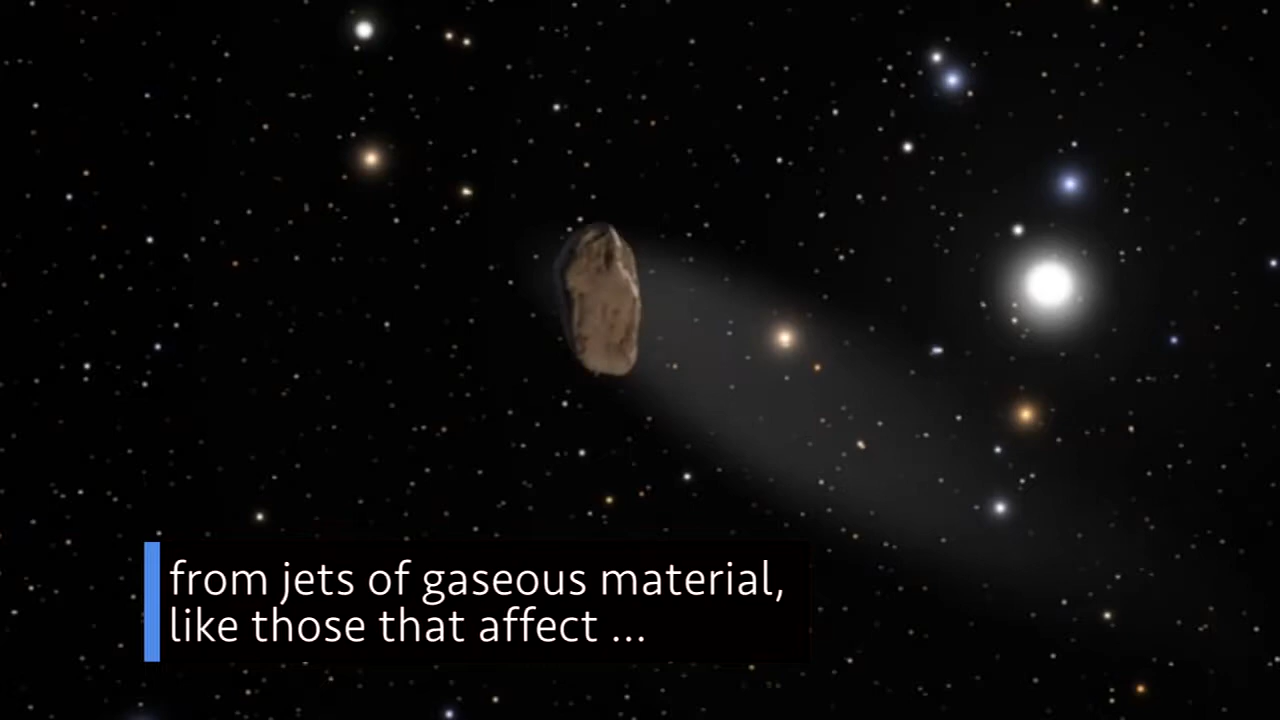 from jets of gaseous material,
like those that affect ...